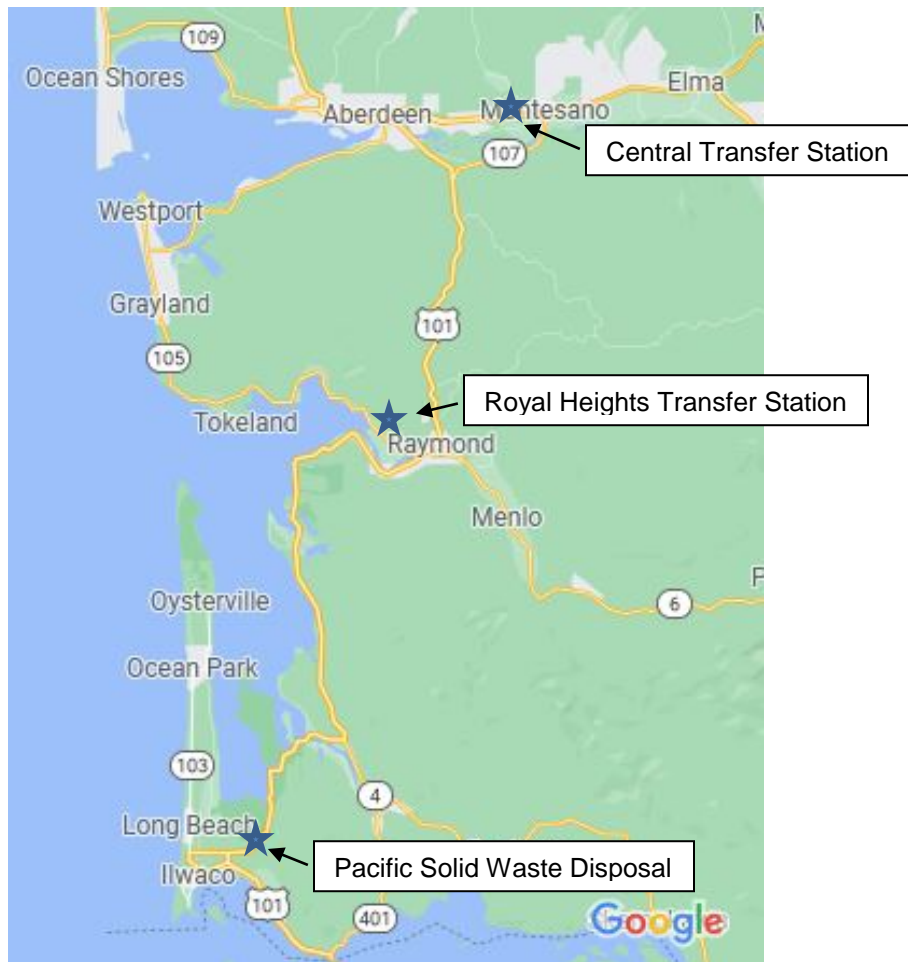 109
Ocean Shores
Elma
Aberdeen
Montesano
Central Transfer Station
107
Westport
Grayland
101
105
Royal Heights Transfer Station
Tokeland
Raymond
Menlo
Oysterville
6
Ocean Park
103
4
Long Beach
Pacific Solid Waste Disposal
Ilwaco
101
401
Google